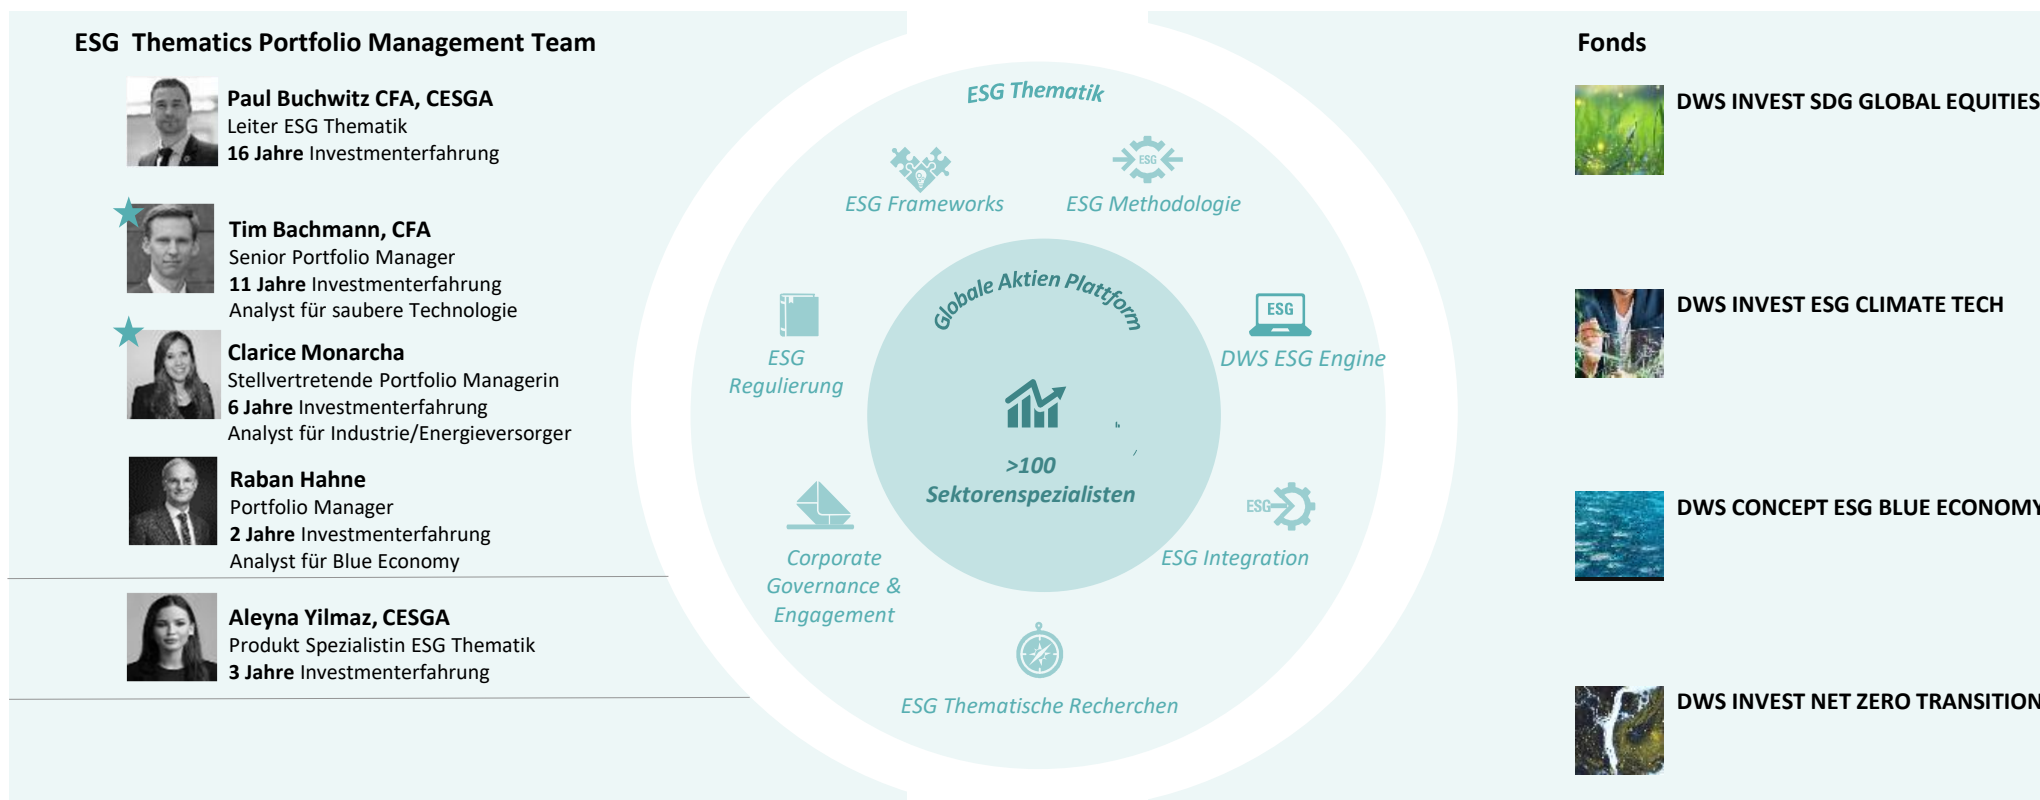 ESG Thematics Portfolio Management Team
Paul Buchwitz CFA, CESGA
Leiter ESG Thematik
16 Jahre Investmenterfahrung
Tim Bachmann, CFA
Senior Portfolio Manager
11 Jahre Investmenterfahrung
Analyst für saubere Technologie
Clarice Monarcha
Stellvertretende Portfolio Managerin
6 Jahre Investmenterfahrung
Analyst für Industrie/Energieversorger
Raban Hahne
Portfolio Manager
2 Jahre Investmenterfahrung
Analyst für Blue Economy
Aleyna Yilmaz, CESGA
Produkt Spezialistin ESG Thematik
3 Jahre Investmenterfahrung
ESG Thematik
ESG Frameworks
ESG
ESG Methodologie
Globale Aktien Plattform
>100
Sektorenspezialisten
ESG
Regulierung
ESG
DWS ESG Engine
Corporate
Governance &
Engagement
ESG
ESG Integration
ESG Thematische Recherchen
Fonds
DWS INVEST SDG GLOBAL EQUITIES
DWS INVEST ESG CLIMATE TECH
DWS CONCEPT ESG BLUE ECONOMY
DWS INVEST NET ZERO TRANSITION